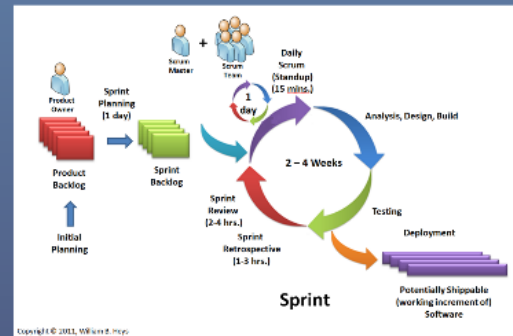 Scrum
Master
+
Scrum
Team
Daily
Scrum
(Standup)
(15 mins.)
Product
Owner
Sprint
Planning
(1 day)
1
day
Analysis, Design, Build
2 – 4 Weeks
Product
Backlog
Sprint
Backlog
Sprint
Review
(2-4 hrs.)
Testing
Initial
Planning
Sprint
Retrospective
(1-3 hrs.)
Deployment
Sprint
Potentially Shippable
(working increment of)
Software
Copyright © 2011, William B. Heys